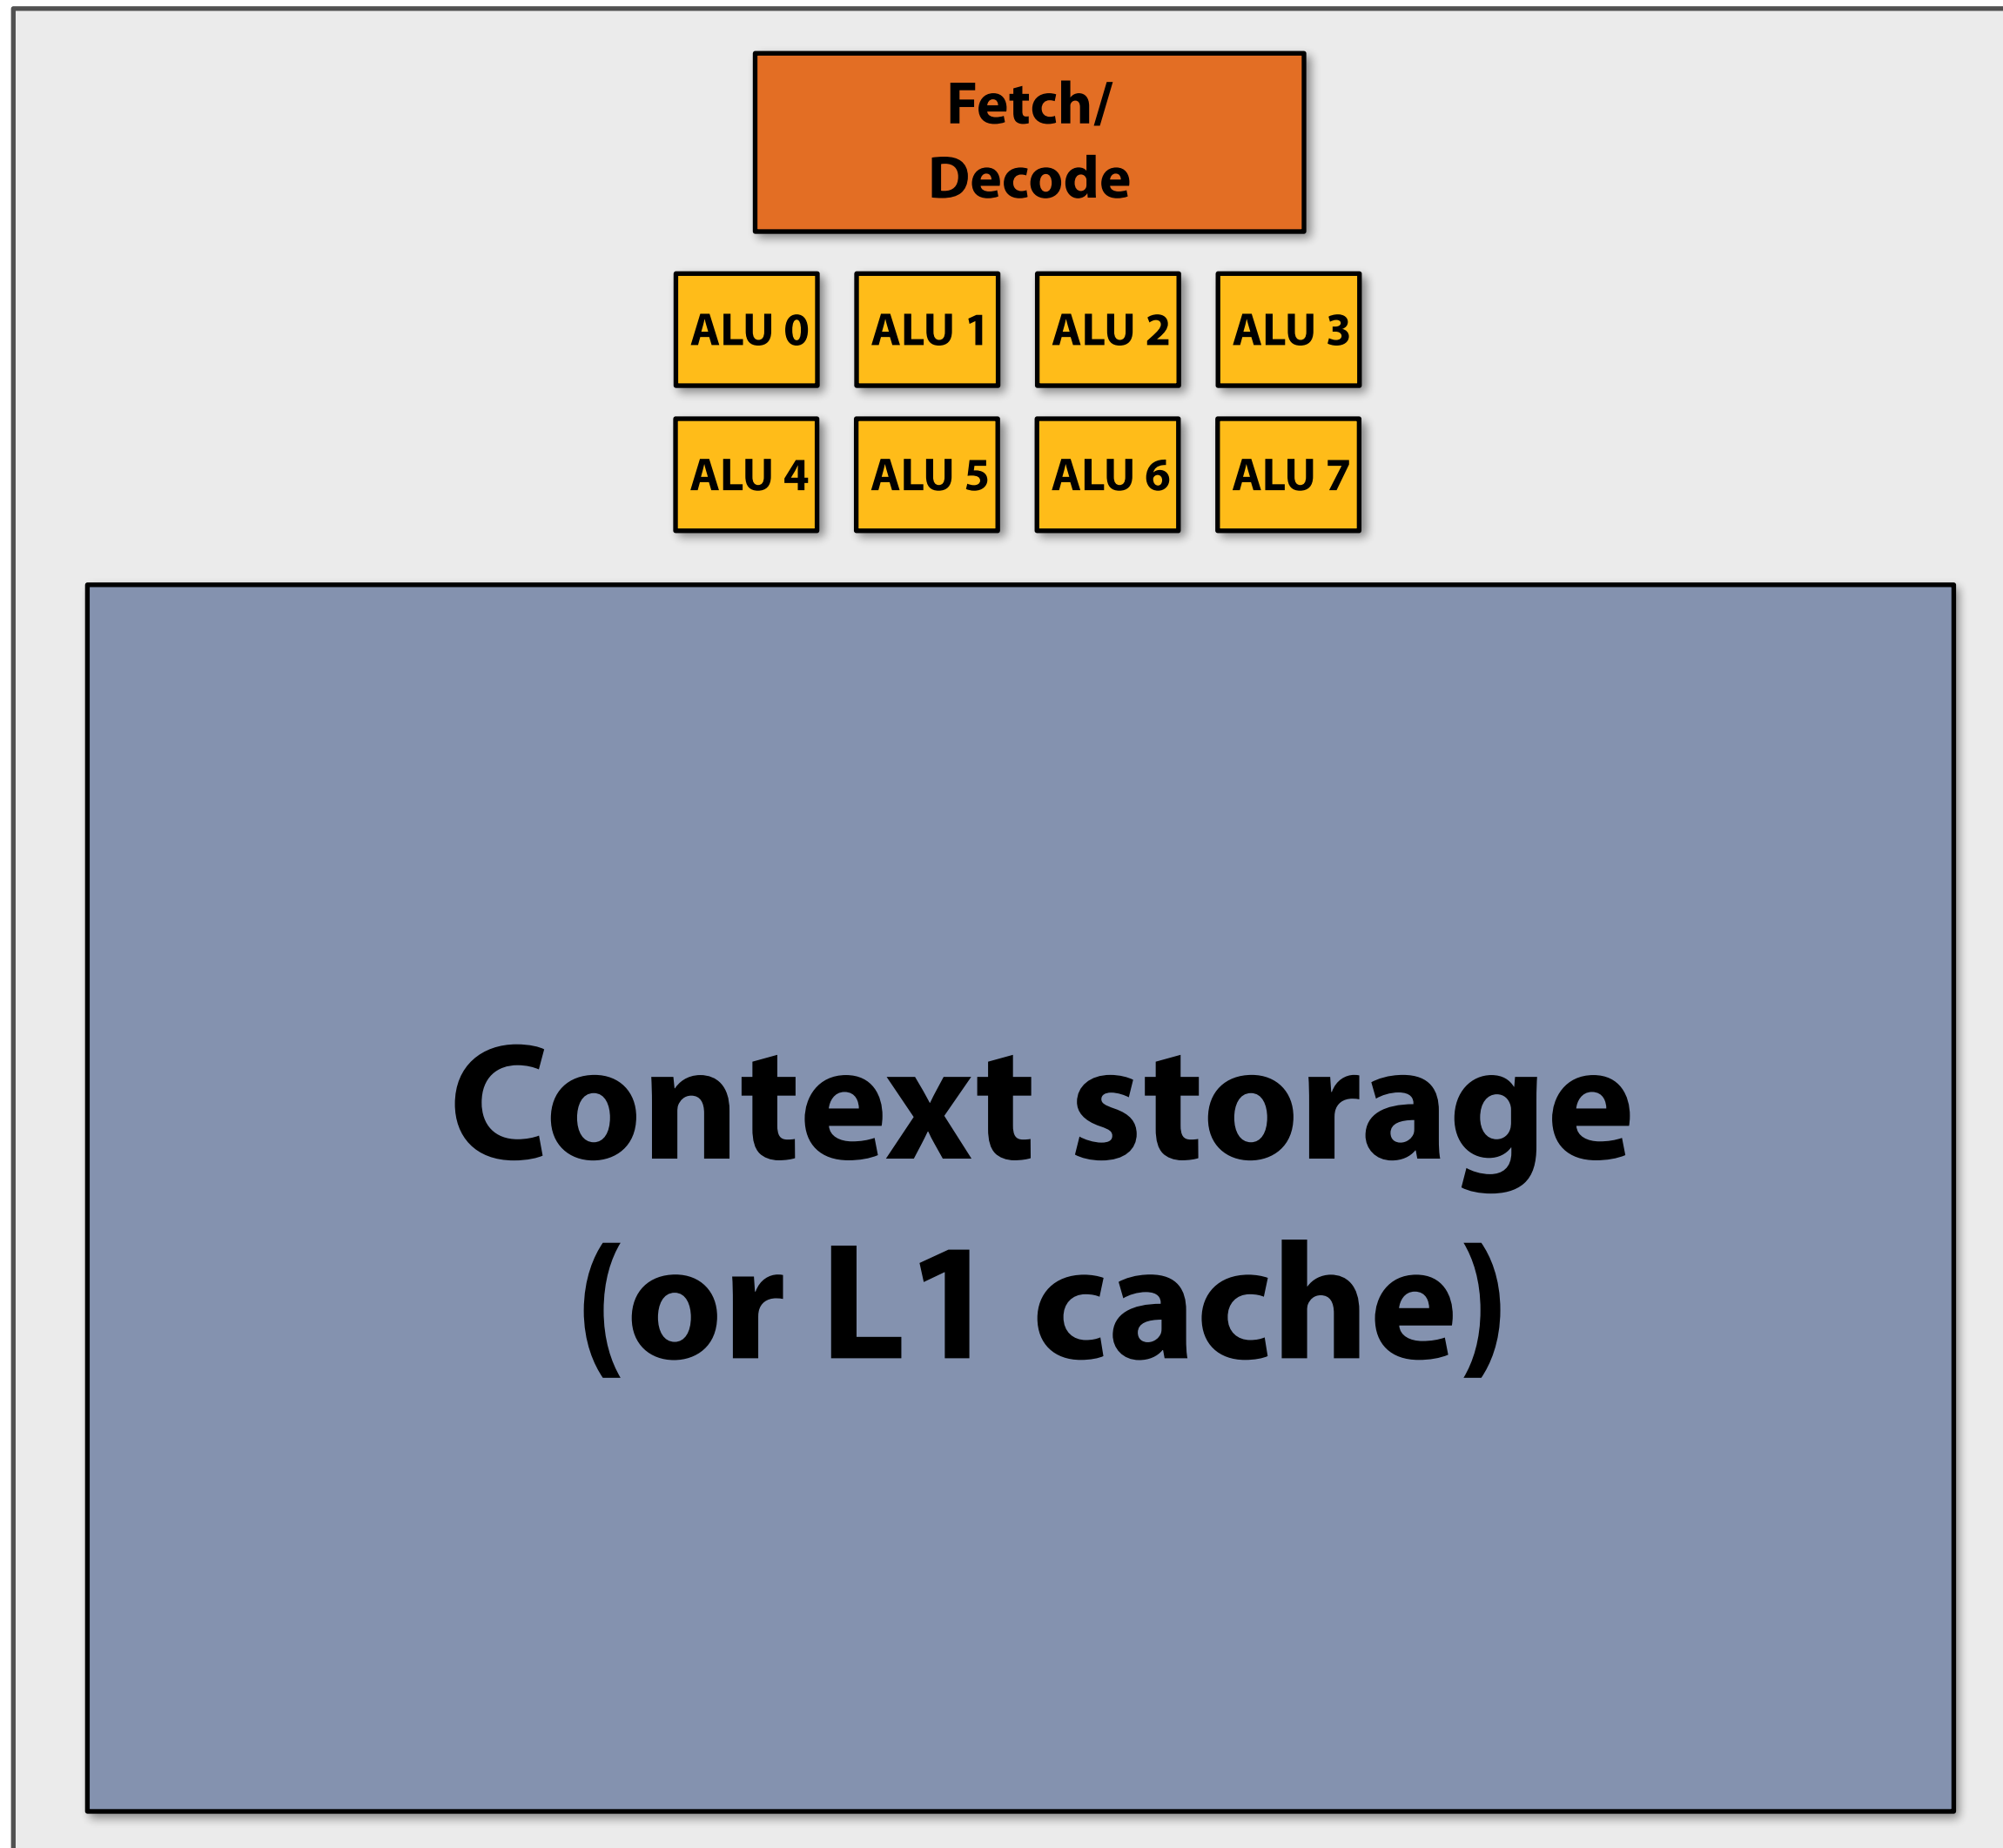 Fetch/
Decode
ALU 0
ALU 1
ALU 2
ALU 3
ALU 4
ALU 5
ALU 6
ALU 7
Context storage
(or L1 cache)